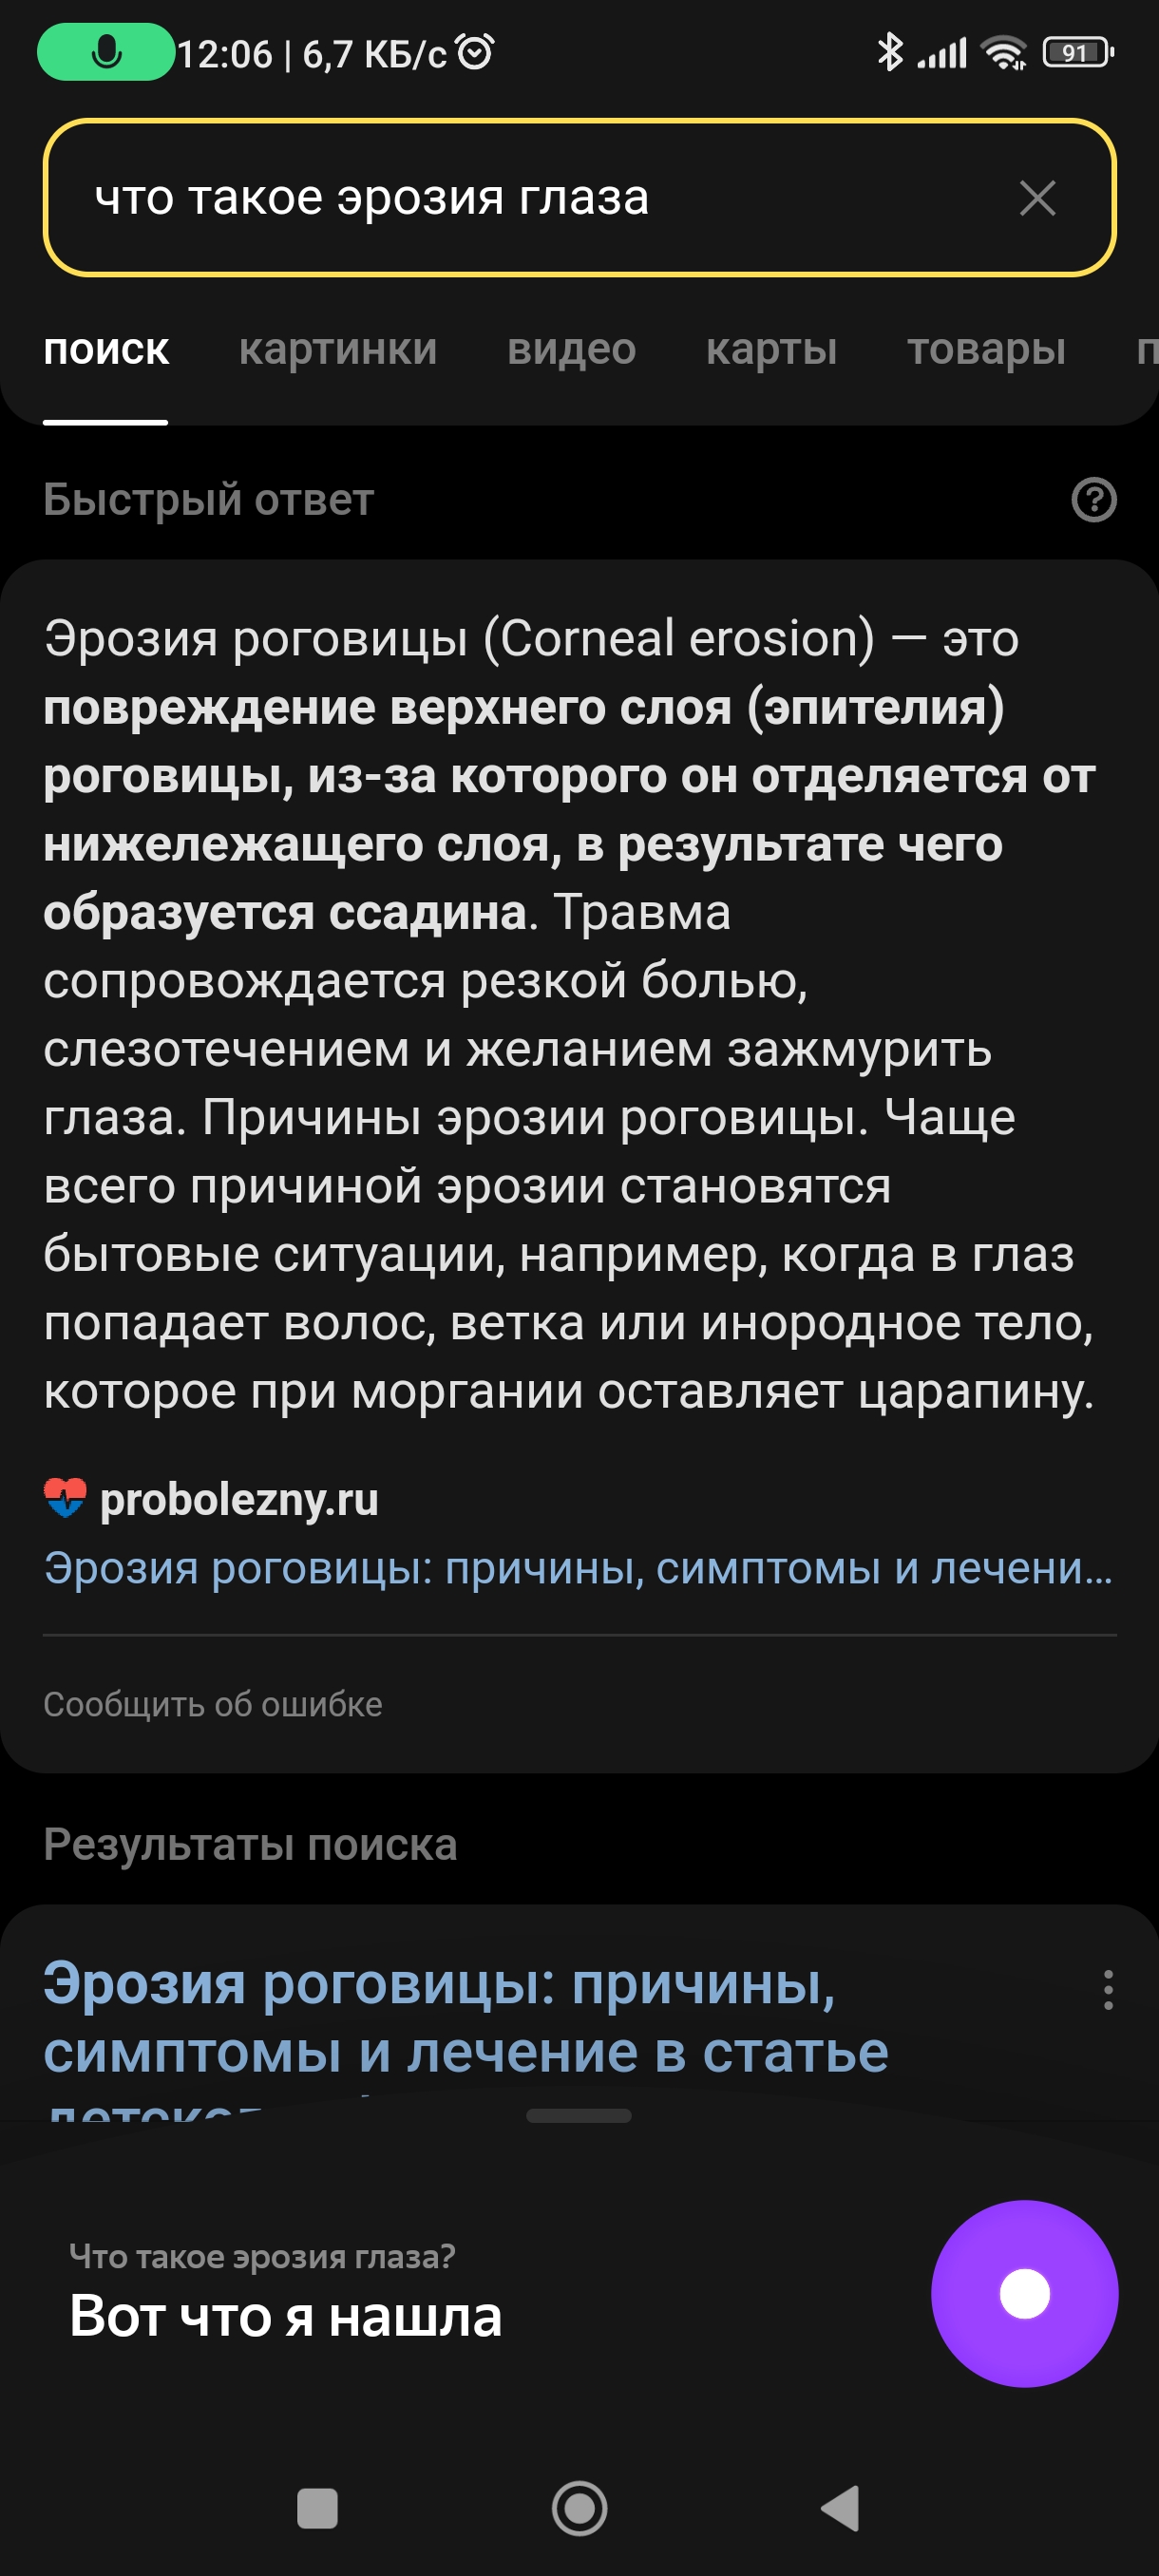 12:06 | 6,7 КБ/с
91
что такое эрозия глаза
поиск картинки видео карты товары п
Быстрый ответ
Эрозия роговицы (Corneal erosion) — это
повреждение верхнего слоя (эпителия)
роговицы, из-за которого он отделяется от
нижележащего слоя, в результате чего
образуется ссадина. Травма
сопровождается резкой болью,
слезотечением и желанием зажмурить
глаза. Причины эрозии роговицы. Чаще
всего причиной эрозии становятся
бытовые ситуации, например, когда в глаз
попадает волос, ветка или инородное тело,
которое при моргании оставляет царапину.
probolezny.ru
Эрозия роговицы: причины, симптомы и лечени...
Сообщить об ошибке
Результаты поиска
Эрозия роговицы: причины,
симптомы и лечение в статье
Что такое эрозия глаза?
Вот что я нашла